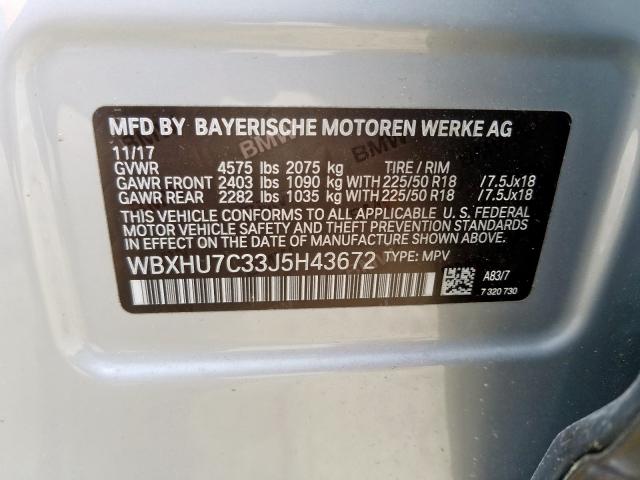 MFD BY BAYERISCHE MOTOREN WERKE AG
11/17
GVWR 4575 lbs 2075 kg TIRE / RIM
GAWR FRONT 2403 lbs 1090 kg WITH 225/50 R18 /7.5Jx18
GAWR REAR 2282 lbs 1035 kg WITH 225/50 R18 /7.5Jx18
THIS VEHICLE CONFORMS TO ALL APPLICABLE U. S. FEDERAL
MOTOR VEHICLE SAFETY AND THEFT PREVENTION STANDARDS
IN EFFECT ON THE DATE OF MANUFACTURE SHOWN ABOVE.
WBXHU7C33J5H43672 TYPE: MPV
A83/7
7 320 730